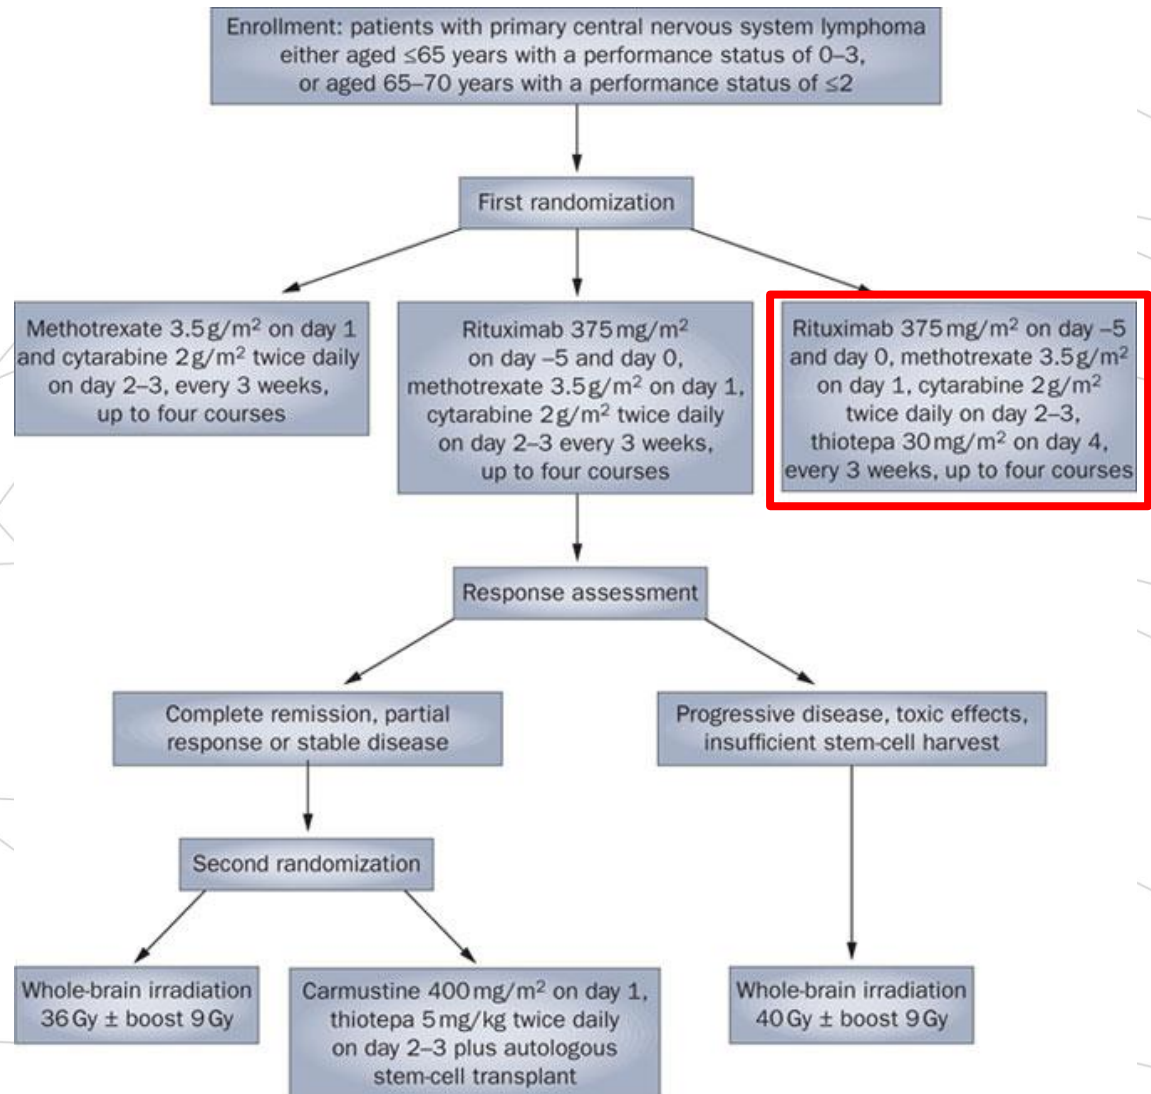 Enrollment: patients with primary central nervous system lymphoma
either aged ≤65 years with a performance status of 0–3,
or aged 65–70 years with a performance status of ≤2
First randomization
Methotrexate 3.5 g/m² on day 1
and cytarabine 2 g/m² twice daily
on day 2–3, every 3 weeks,
up to four courses
Rituximab 375 mg/m²
on day –5 and day 0,
methotrexate 3.5 g/m² on day 1,
cytarabine 2 g/m² twice daily
on day 2–3 every 3 weeks,
up to four courses
Rituximab 375 mg/m² on day –5
and day 0, methotrexate 3.5 g/m²
on day 1, cytarabine 2 g/m²
twice daily on day 2–3,
thiotepa 30 mg/m² on day 4,
every 3 weeks, up to four courses
Response assessment
Complete remission, partial
response or stable disease
Progressive disease, toxic effects,
insufficient stem-cell harvest
Second randomization
Whole-brain irradiation
36 Gy ± boost 9 Gy
Carmustine 400 mg/m² on day 1,
thiotepa 5 mg/kg twice daily
on day 2–3 plus autologous
stem-cell transplant
Whole-brain irradiation
40 Gy ± boost 9 Gy